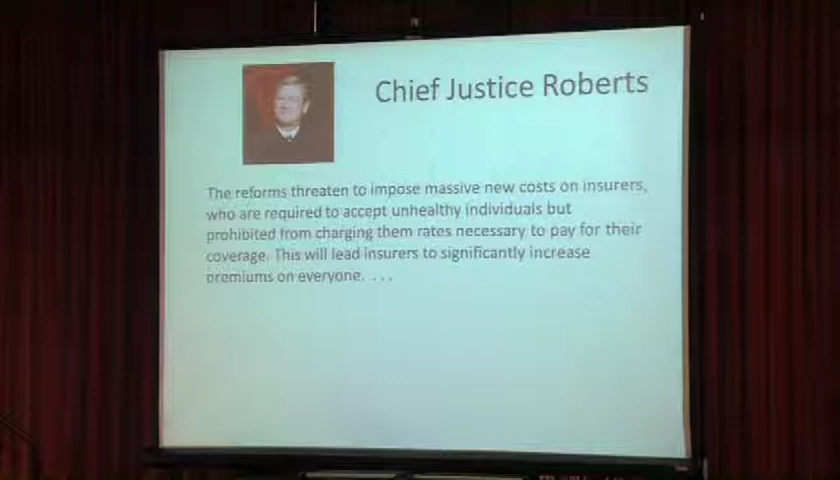 Chief Justice Roberts
The reforms threaten to impose massive new costs on insurers,
who are required to accept unhealthy individuals but
prohibited from charging them rates necessary to pay for their
coverage. This will lead insurers to significantly increase
premiums on everyone. . . .